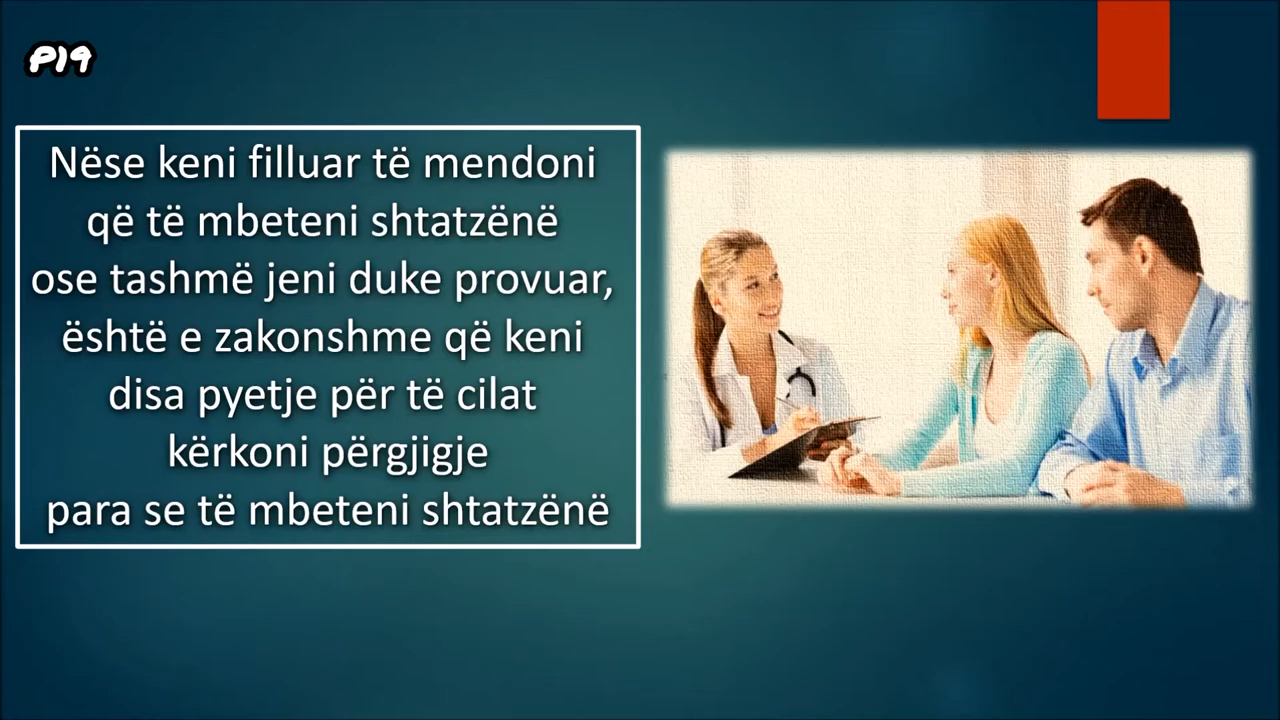 P19
Nëse keni filluar të mendoni
që të mbeteni shtatzënë
ose tashmë jeni duke provuar,
është e zakonshme që keni
disa pyetje për të cilat
kërkoni përgjigje
para se të mbeteni shtatzënë